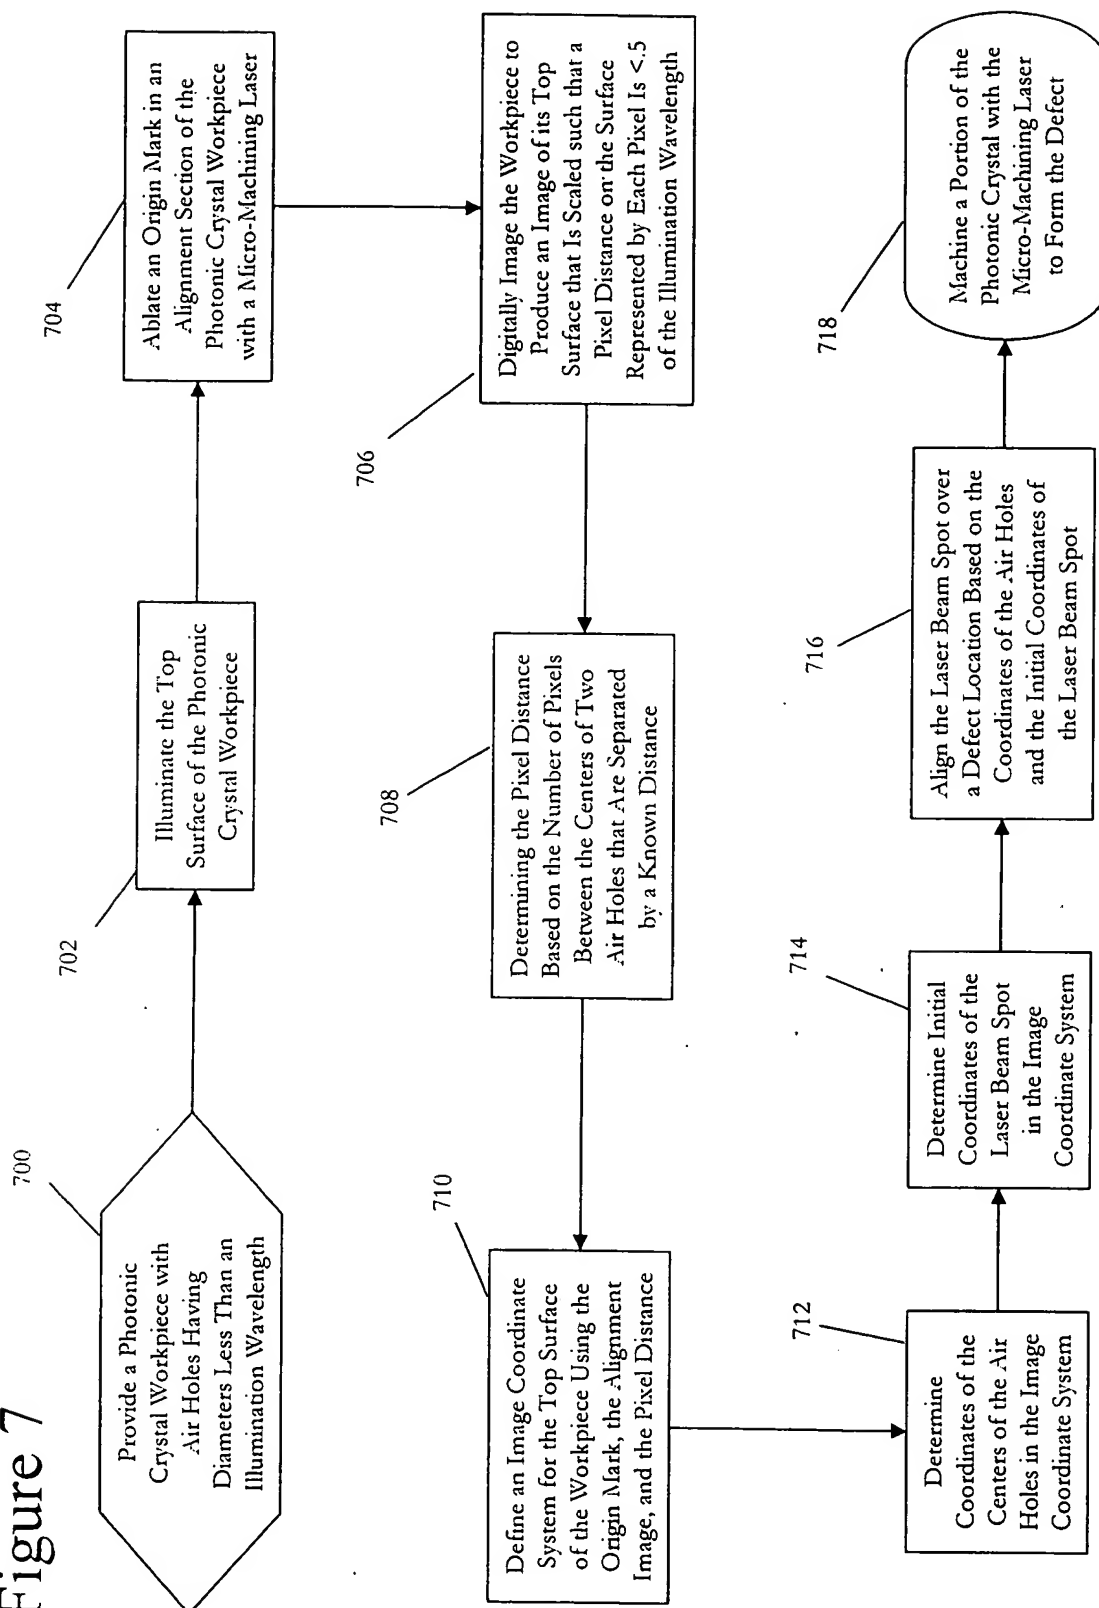 Figure 7
700
Provide a Photonic
Crystal Workpiece with
Air Holes Having
Diameters Less Than an
Illumination Wavelength
702
Illuminate the Top
Surface of the Photonic
Crystal Workpiece
704
Ablate an Origin Mark in an
Alignment Section of the
Photonic Crystal Workpiece
with a Micro-Machining Laser
706
Digitally Image the Workpiece to
Produce an Image of its Top
Surface that Is Scaled such that a
Pixel Distance on the Surface
Represented by Each Pixel Is <.5
of the Illumination Wavelength
708
Determining the Pixel Distance
Based on the Number of Pixels
Between the Centers of Two
Air Holes that Are Separated
by a Known Distance
710
Define an Image Coordinate
System for the Top Surface
of the Workpiece Using the
Origin Mark, the Alignment
Image, and the Pixel Distance
712
Determine
Coordinates of the
Centers of the Air
Holes in the Image
Coordinate System
714
Determine Initial
Coordinates of the
Laser Beam Spot
in the Image
Coordinate System
716
Align the Laser Beam Spot over
a Defect Location Based on the
Coordinates of the Air Holes
and the Initial Coordinates of
the Laser Beam Spot
718
Machine a Portion of the
Photonic Crystal with the
Micro-Machining Laser
to Form the Defect